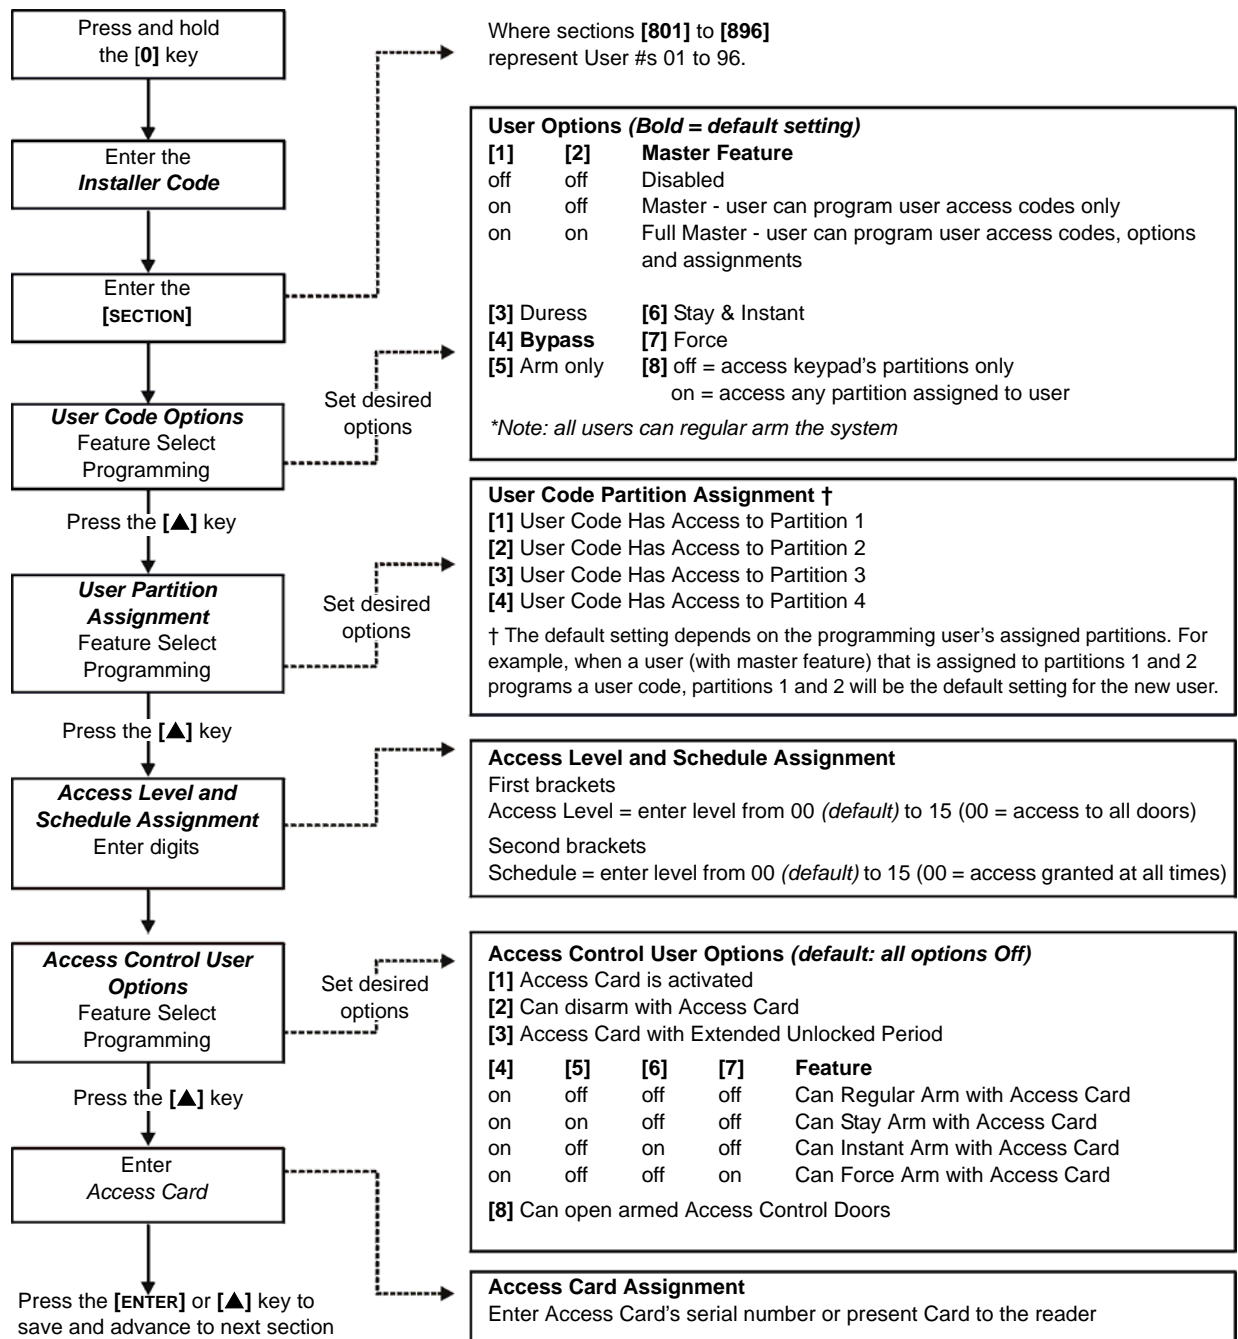 Press and hold
the [0] key
Enter the
Installer Code
Enter the
[SECTION]
User Code Options
Feature Select
Programming
Set desired
options
Press the [▲] key
User Partition
Assignment
Feature Select
Programming
Set desired
options
Press the [▲] key
Access Level and
Schedule Assignment
Enter digits
Access Control User
Options
Feature Select
Programming
Set desired
options
Press the [▲] key
Enter
Access Card
Press the [ENTER] or [▲] key to
save and advance to next section
Where sections [801] to [896]
represent User #s 01 to 96.
User Options (Bold = default setting)
[1] [2] Master Feature
off off Disabled
on off Master - user can program user access codes only
on on Full Master - user can program user access codes, options
and assignments
[3] Duress [6] Stay & Instant
[4] Bypass [7] Force
[5] Arm only [8] off = access keypad's partitions only
on = access any partition assigned to user
*Note: all users can regular arm the system
User Code Partition Assignment †
[1] User Code Has Access to Partition 1
[2] User Code Has Access to Partition 2
[3] User Code Has Access to Partition 3
[4] User Code Has Access to Partition 4
† The default setting depends on the programming user's assigned partitions. For
example, when a user (with master feature) that is assigned to partitions 1 and 2
programs a user code, partitions 1 and 2 will be the default setting for the new user.
Access Level and Schedule Assignment
First brackets
Access Level = enter level from 00 (default) to 15 (00 = access to all doors)
Second brackets
Schedule = enter level from 00 (default) to 15 (00 = access granted at all times)
Access Control User Options (default: all options Off)
[1] Access Card is activated
[2] Can disarm with Access Card
[3] Access Card with Extended Unlocked Period
[4] [5] [6] [7] Feature
on off off off Can Regular Arm with Access Card
on on off off Can Stay Arm with Access Card
on off on off Can Instant Arm with Access Card
on off off on Can Force Arm with Access Card
[8] Can open armed Access Control Doors
Access Card Assignment
Enter Access Card's serial number or present Card to the reader